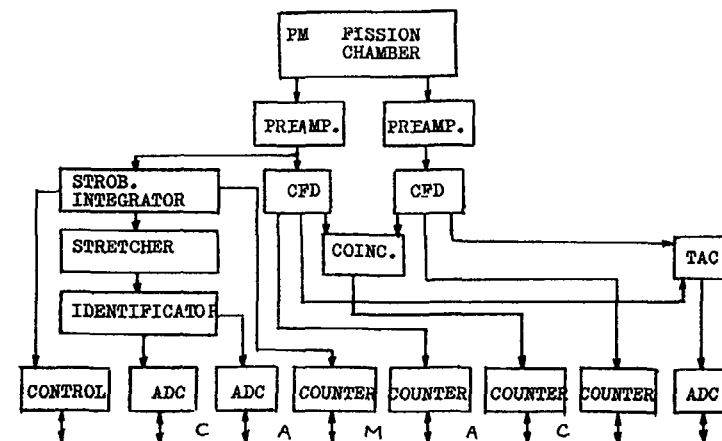 PM FISSION
CHAMBER
PREAMP. PREAMP.
STROB.
INTEGRATOR
CFD CFD
STRETCHER
COINC.
TAC
IDENTIFICATOR
CONTROL ADC ADC COUNTER COUNTER COUNTER COUNTER ADC
C A M A C